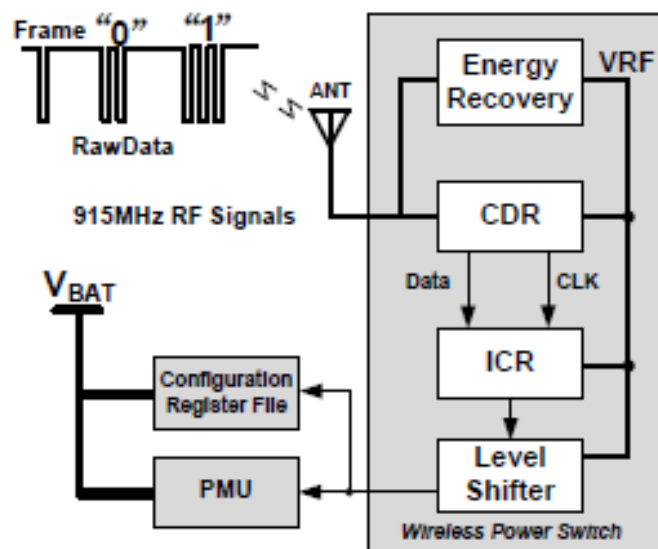 Frame "0" "1"
RawData
ANT
915MHz RF Signals
Energy
Recovery
VRF
CDR
Data
CLK
ICR
Level
Shifter
Wireless Power Switch
VBAT
Configuration
Register File
PMU